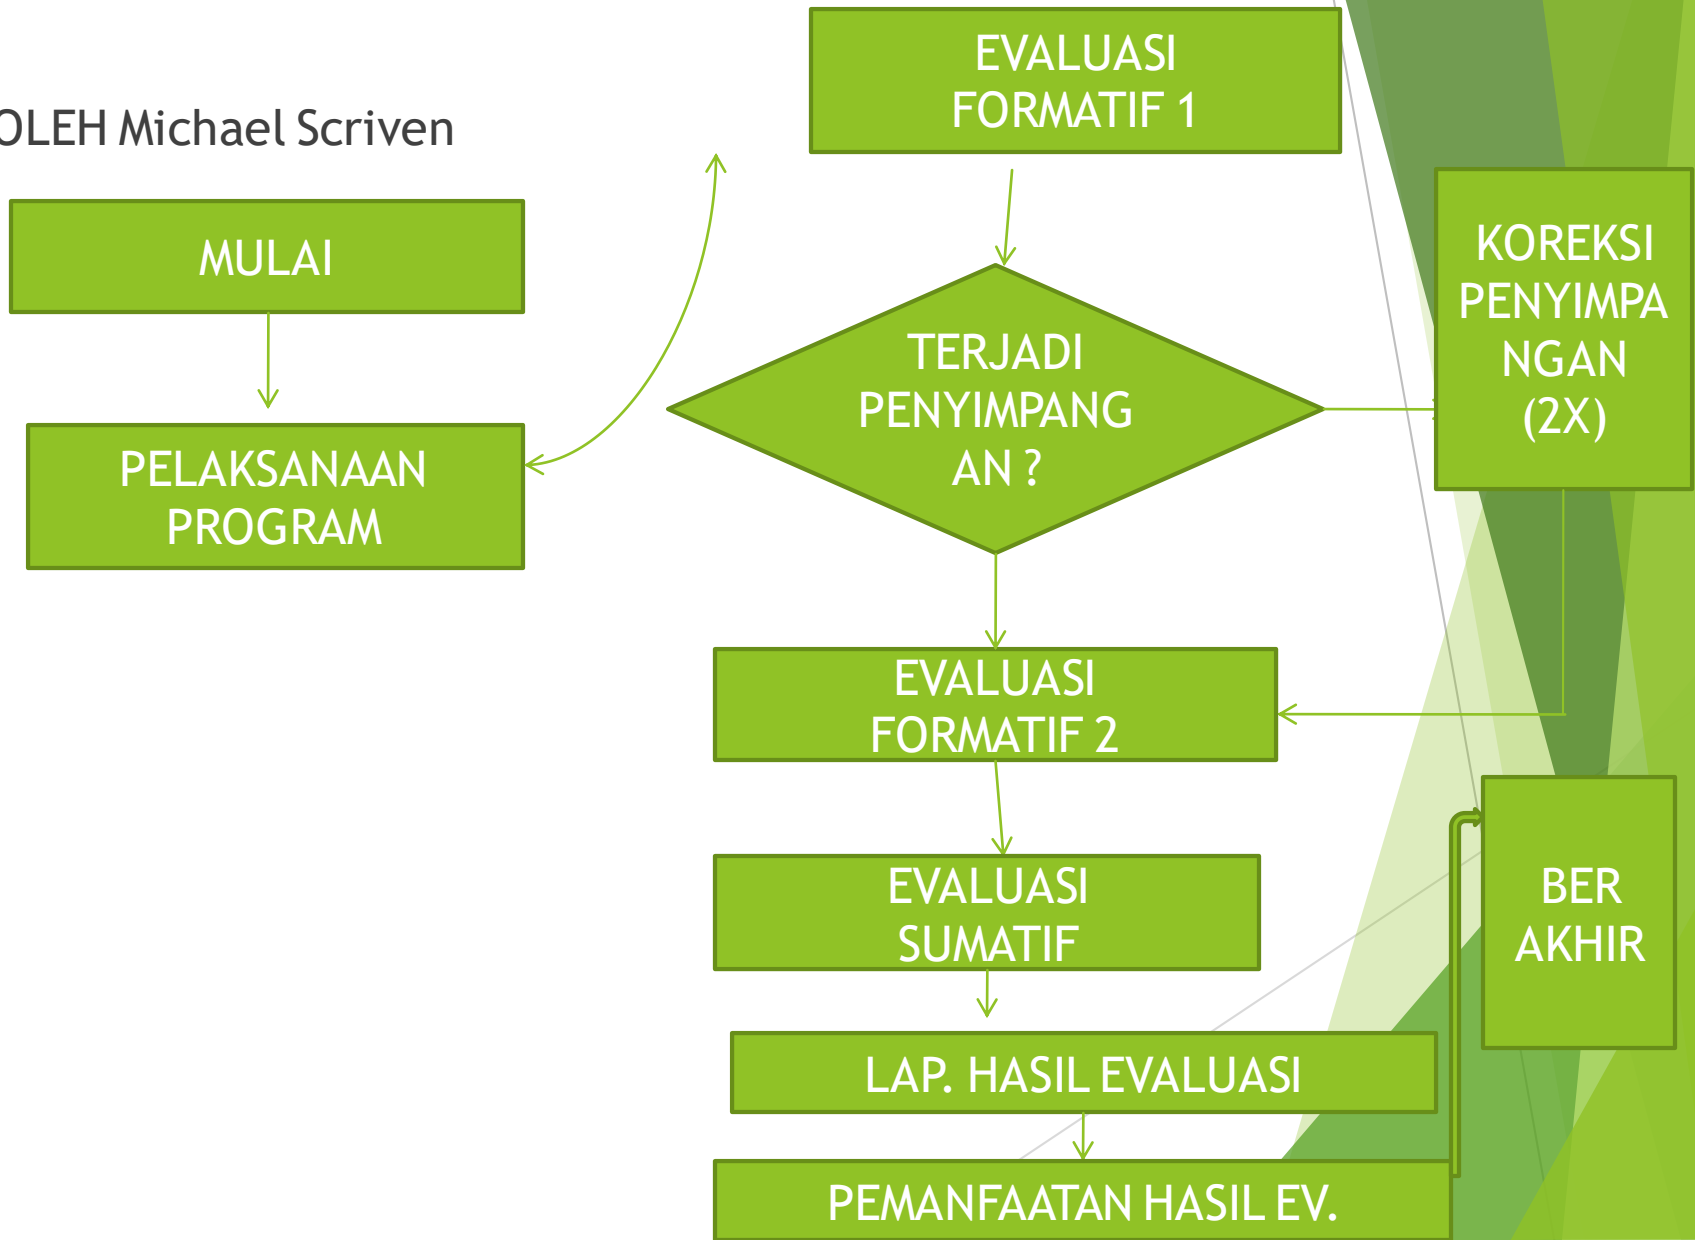 OLEH Michael Scriven
MULAI
PELAKSANAAN
PROGRAM
EVALUASI
FORMATIF 1
TERJADI
PENYIMPANG
AN ?
KOREKSI
PENYIMPA
NGAN
(2X)
EVALUASI
FORMATIF 2
EVALUASI
SUMATIF
LAP. HASIL EVALUASI
PEMANFAATAN HASIL EV.
BER
AKHIR